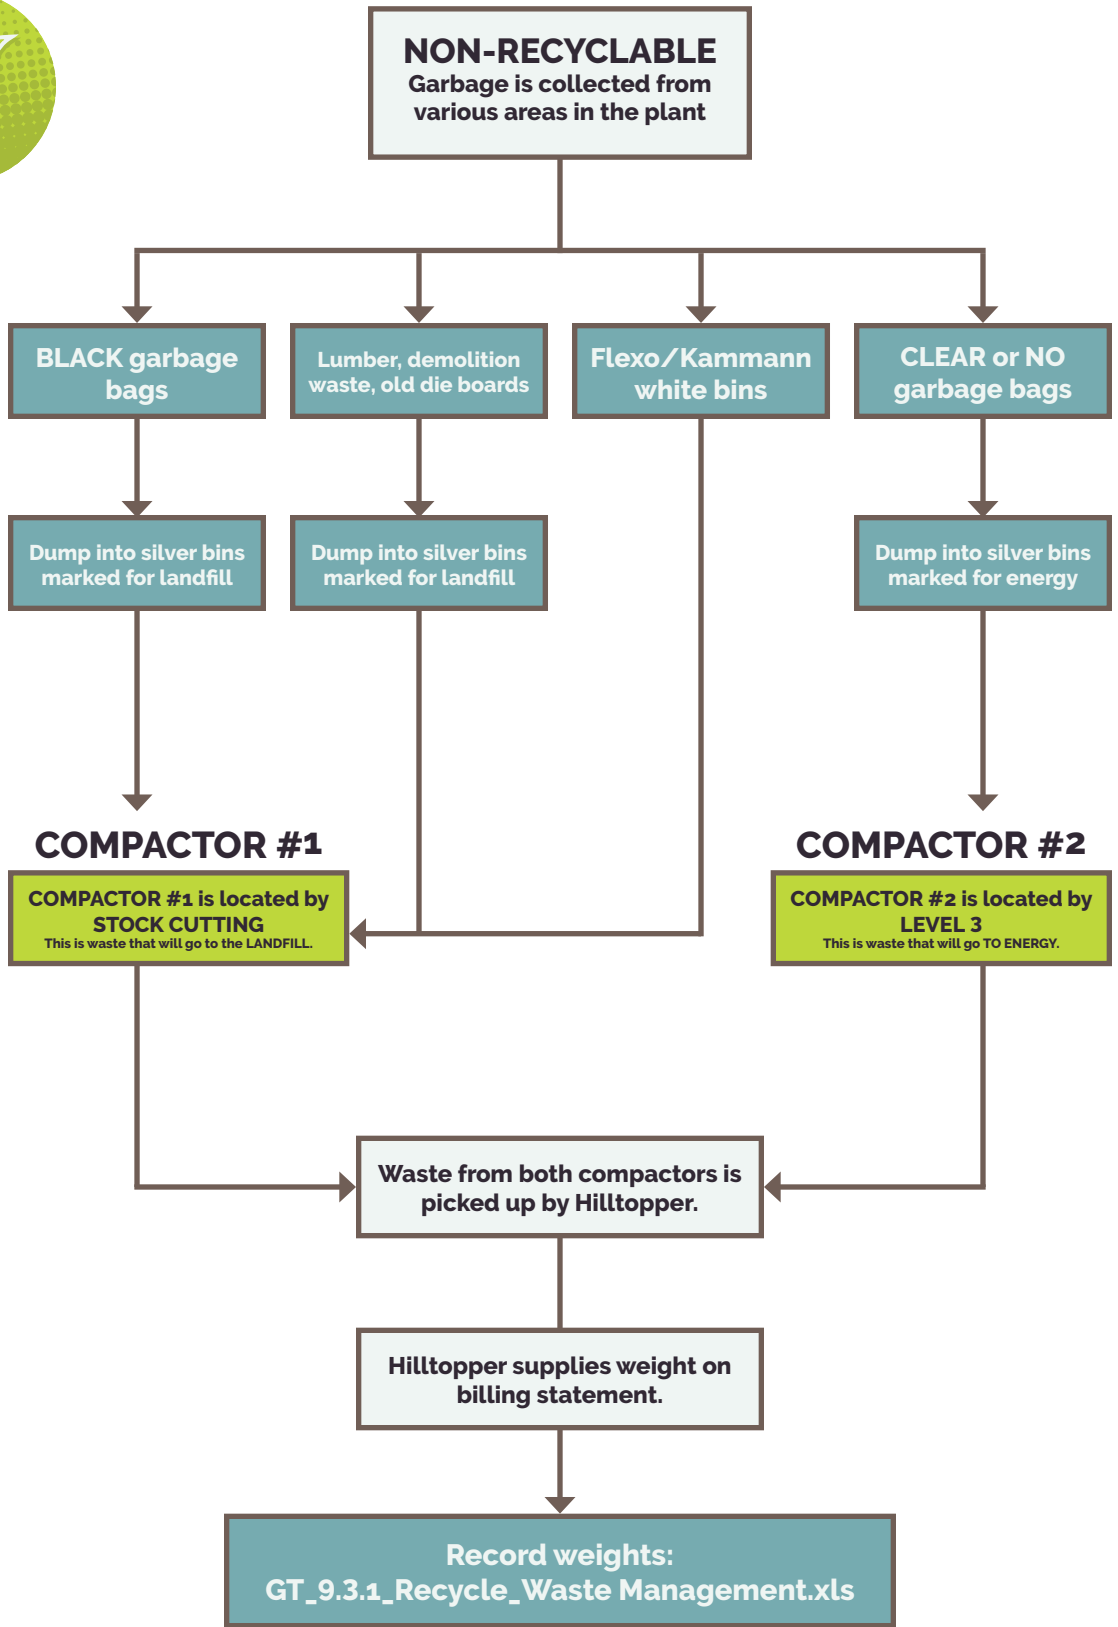 NON-RECYCLABLE
Garbage is collected from
various areas in the plant
BLACK garbage
bags
Lumber, demolition
waste, old die boards
Flexo/Kammann
white bins
CLEAR or NO
garbage bags
Dump into silver bins
marked for landfill
Dump into silver bins
marked for landfill
Dump into silver bins
marked for energy
COMPACTOR #1
COMPACTOR #1 is located by
STOCK CUTTING
This is waste that will go to the LANDFILL.
COMPACTOR #2
COMPACTOR #2 is located by
LEVEL 3
This is waste that will go TO ENERGY.
Waste from both compactors is
picked up by Hilltopper.
Hilltopper supplies weight on
billing statement.
Record weights:
GT_9.3.1_Recycle_Waste Management.xls